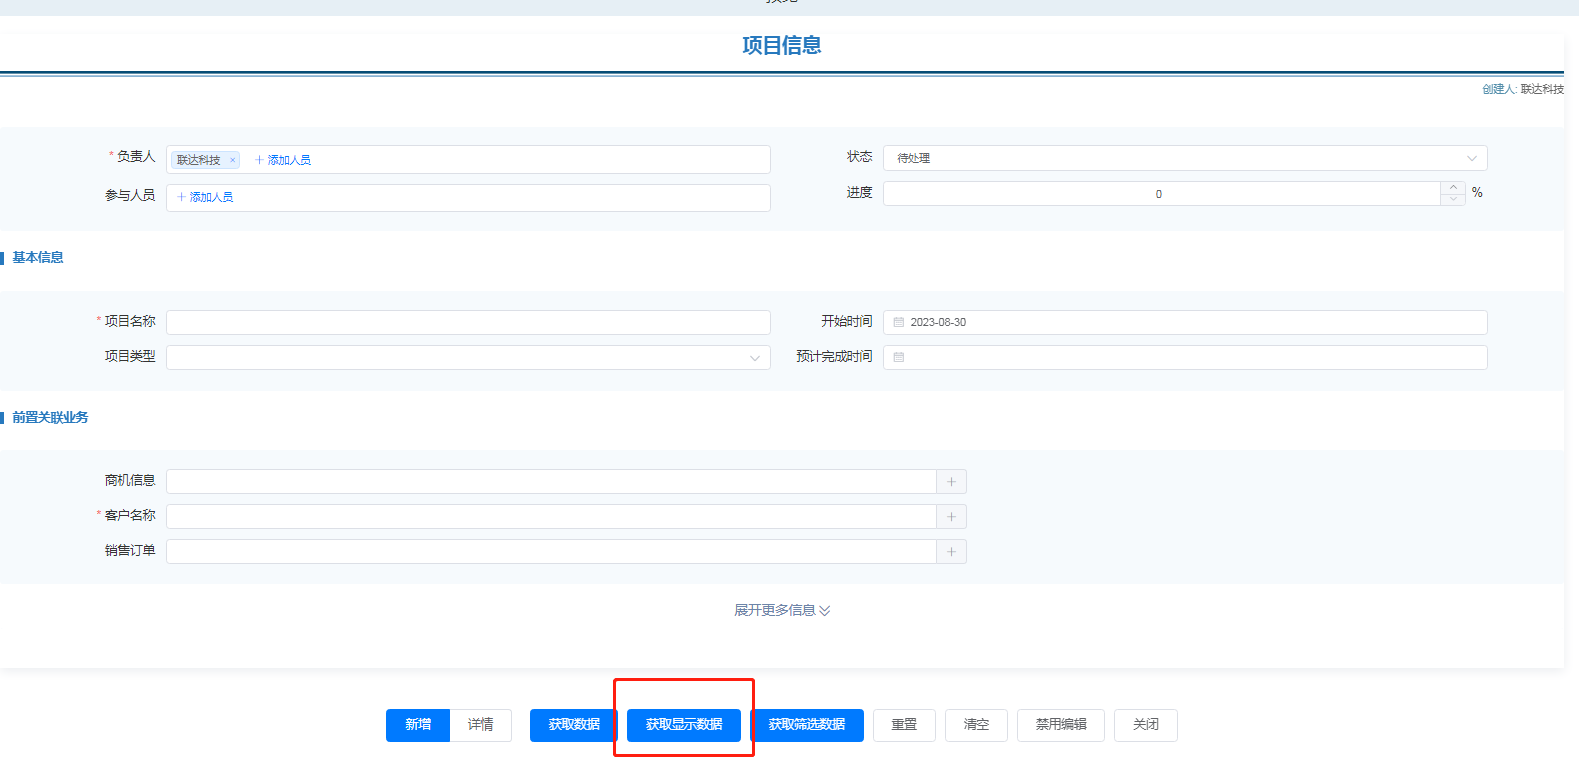 项目信息
创建人: 联达科技
* 负责人 联达科技 × + 添加人员 状态 待处理
参与人员 + 添加人员 进度 0 %
基本信息
* 项目名称 开始时间 2023-08-30
项目类型 预计完成时间
前置关联业务
商机信息 +
* 客户名称 +
销售订单 +
展开更多信息
新增 详情 获取数据 获取显示数据 获取筛选数据 重置 清空 禁用编辑 关闭